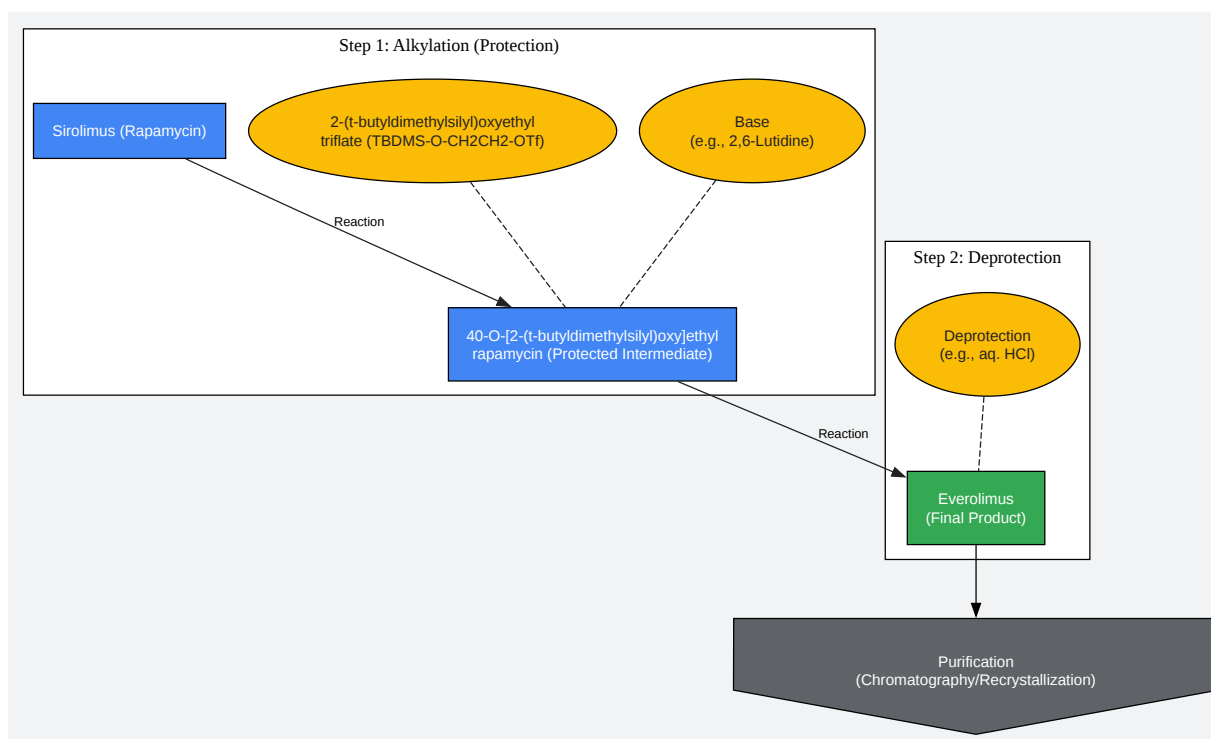 Step 1: Alkylation (Protection)
Sirolimus (Rapamycin)
2-(t-butyldimethylsilyl)oxyethyl
triflate (TBDMS-O-CH2CH2-OTf)
Base
(e.g., 2,6-Lutidine)
Reaction
40-O-[2-(t-butyldimethylsilyl)oxy]ethyl
rapamycin (Protected Intermediate)
Step 2: Deprotection
Deprotection
(e.g., aq. HCl)
Reaction
Everolimus
(Final Product)
Purification
(Chromatography/Recrystallization)